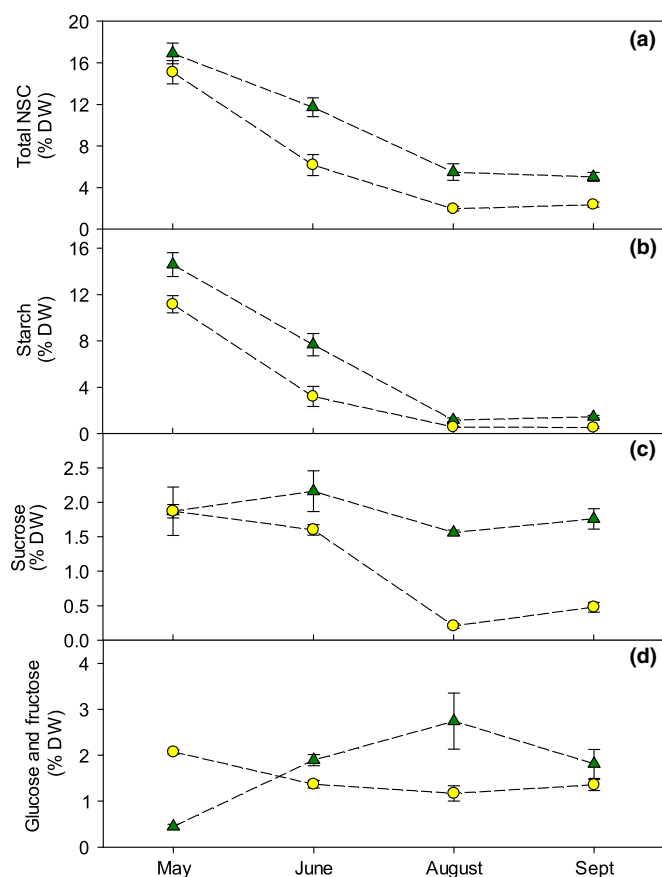 (a)
Total NSC
(% DW)
20
16
12
8
4
0
(b)
Starch
(% DW)
16
12
8
4
0
(c)
Sucrose
(% DW)
2.5
2.0
1.5
1.0
0.5
0.0
(d)
Glucose and fructose
(% DW)
4
3
2
1
0
May June August Sept